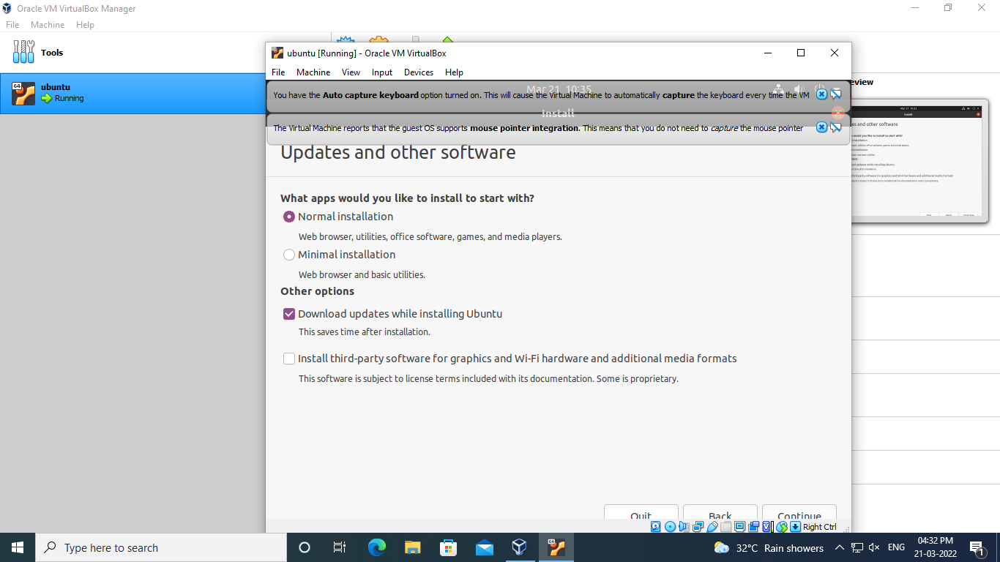 Oracle VM VirtualBox Manager
File Machine Help
Tools
64 ubuntu
Running
ubuntu [Running] - Oracle VM VirtualBox
File Machine View Input Devices Help
Mar 21 10:35
You have the Auto capture keyboard option turned on. This will cause the Virtual Machine to automatically capture the keyboard every time the VM
Install
The Virtual Machine reports that the guest OS supports mouse pointer integration. This means that you do not need to capture the mouse pointer
Updates and other software
What apps would you like to install to start with?
Normal installation
Web browser, utilities, office software, games, and media players.
Minimal installation
Web browser and basic utilities.
Other options
Download updates while installing Ubuntu
This saves time after installation.
Install third-party software for graphics and Wi-Fi hardware and additional media formats
This software is subject to license terms included with its documentation. Some is proprietary.
Quit Back Continue
Right Ctrl
eview
Type here to search
32°C Rain showers
ENG
04:32 PM
21-03-2022
1